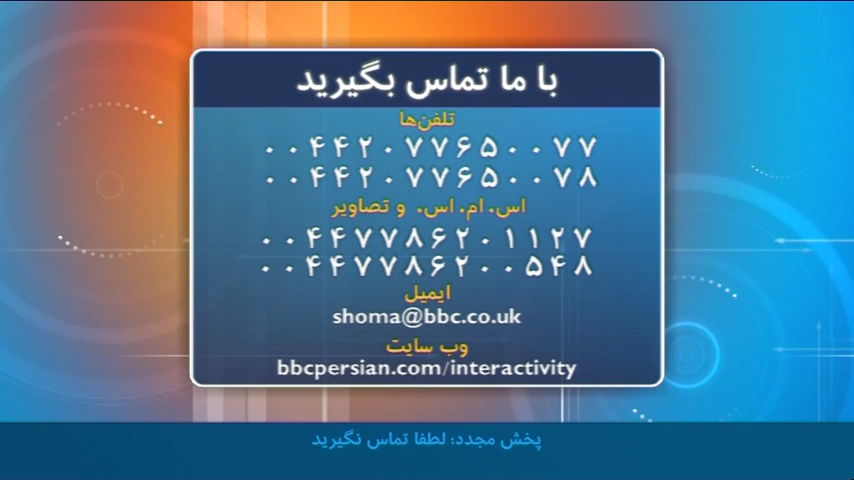 با ما تماس بگیرید
تلفن‌ها
۰۰۴۴۲۰۷۷۶۵۰۰۷۷
۰۰۴۴۲۰۷۷۶۵۰۰۷۸
اس. ام. اس. و تصاویر
۰۰۴۴۷۷۸۶۲۰۱۱۲۷
۰۰۴۴۷۷۸۶۲۰۰۵۴۸
ایمیل
shoma@bbc.co.uk
وب سایت
bbcpersian.com/interactivity
پخش مجدد: لطفا تماس نگیرید